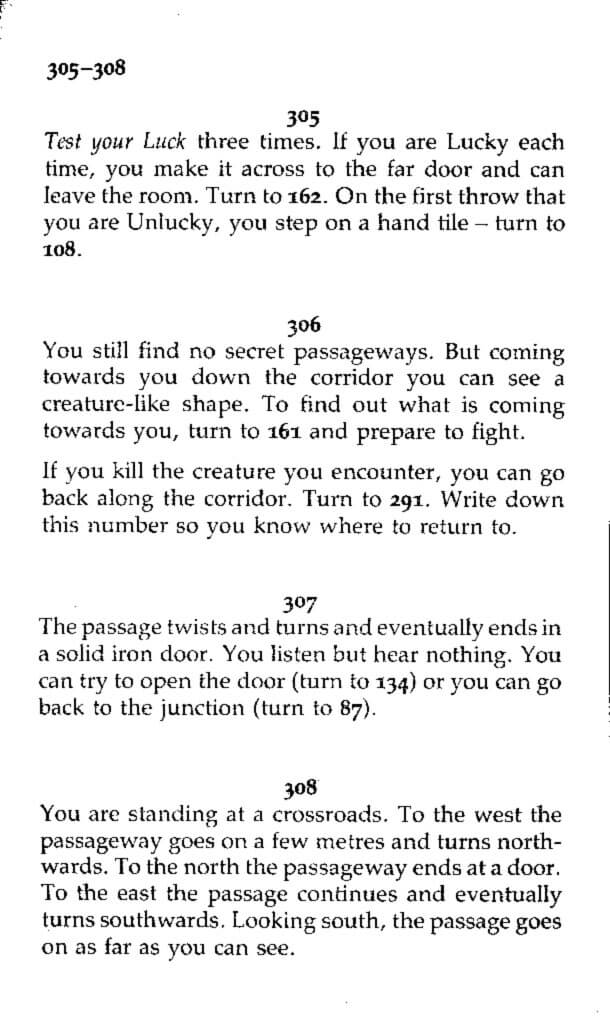 305–308
305
Test your Luck three times. If you are Lucky each
time, you make it across to the far door and can
leave the room. Turn to 162. On the first throw that
you are Unlucky, you step on a hand tile – turn to
108.
306
You still find no secret passageways. But coming
towards you down the corridor you can see a
creature-like shape. To find out what is coming
towards you, turn to 161 and prepare to fight.
If you kill the creature you encounter, you can go
back along the corridor. Turn to 291. Write down
this number so you know where to return to.
307
The passage twists and turns and eventually ends in
a solid iron door. You listen but hear nothing. You
can try to open the door (turn to 134) or you can go
back to the junction (turn to 87).
308
You are standing at a crossroads. To the west the
passageway goes on a few metres and turns north-
wards. To the north the passageway ends at a door.
To the east the passage continues and eventually
turns southwards. Looking south, the passage goes
on as far as you can see.